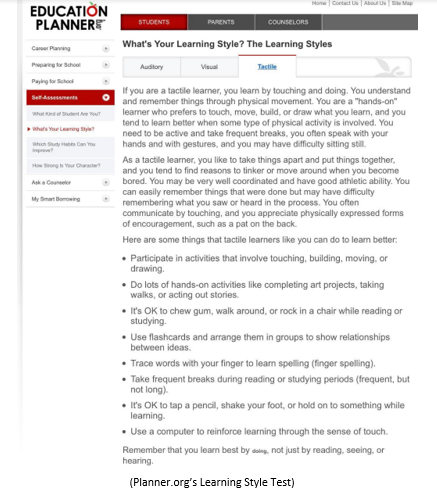 Home | Contact Us | About Us | Site Map
EDUCATION
PLANNER.ORG
STUDENTS PARENTS COUNSELORS
Career Planning
Preparing for School
Paying for School
Self-Assessments
What Kind of Student Are You?
What's Your Learning Style?
Which Study Habits Can You
Improve?
How Strong Is Your Character?
Ask a Counselor
My Smart Borrowing
What's Your Learning Style? The Learning Styles
Auditory Visual Tactile
If you are a tactile learner, you learn by touching and doing. You understand
and remember things through physical movement. You are a "hands-on"
learner who prefers to touch, move, build, or draw what you learn, and you
tend to learn better when some type of physical activity is involved. You
need to be active and take frequent breaks, you often speak with your
hands and with gestures, and you may have difficulty sitting still.
As a tactile learner, you like to take things apart and put things together,
and you tend to find reasons to tinker or move around when you become
bored. You may be very well coordinated and have good athletic ability. You
can easily remember things that were done but may have difficulty
remembering what you saw or heard in the process. You often
communicate by touching, and you appreciate physically expressed forms
of encouragement, such as a pat on the back.
Here are some things that tactile learners like you can do to learn better:
• Participate in activities that involve touching, building, moving, or
drawing.
• Do lots of hands-on activities like completing art projects, taking
walks, or acting out stories.
• It's OK to chew gum, walk around, or rock in a chair while reading or
studying.
• Use flashcards and arrange them in groups to show relationships
between ideas.
• Trace words with your finger to learn spelling (finger spelling).
• Take frequent breaks during reading or studying periods (frequent, but
not long).
• It's OK to tap a pencil, shake your foot, or hold on to something while
learning.
• Use a computer to reinforce learning through the sense of touch.
Remember that you learn best by doing, not just by reading, seeing, or
hearing.
(Planner.org's Learning Style Test)